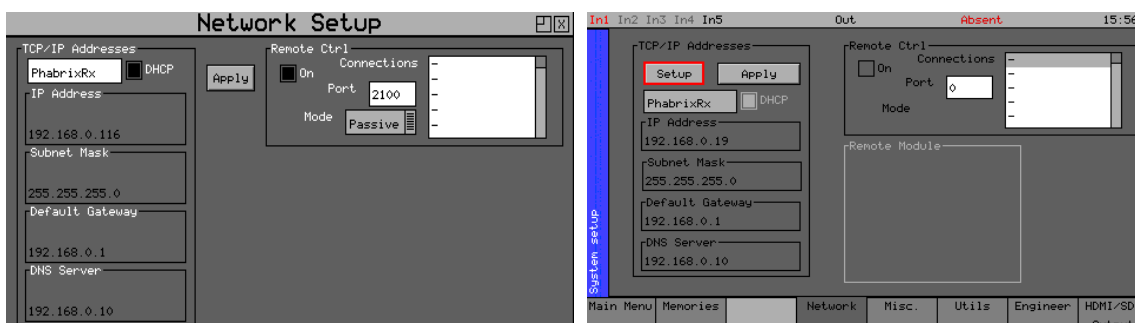 Network Setup
TCP/IP Addresses
PhabrixRx
DHCP
Apply
IP Address
192.168.0.116
Subnet Mask
255.255.255.0
Default Gateway
192.168.0.1
DNS Server
192.168.0.10
Remote Ctrl
On
Connections
Port
2100
Mode
Passive
-
-
-
-
In1 In2 In3 In4 In5
Out
Absent
15:56
System setup
TCP/IP Addresses
Setup
Apply
PhabrixRx
DHCP
IP Address
192.168.0.19
Subnet Mask
255.255.255.0
Default Gateway
192.168.0.1
DNS Server
192.168.0.10
Remote Ctrl
On
Connections
Port
0
Mode
-
-
-
-
Remote Module
Main Menu
Memories
Network
Misc.
Utils
Engineer
HDMI/SD